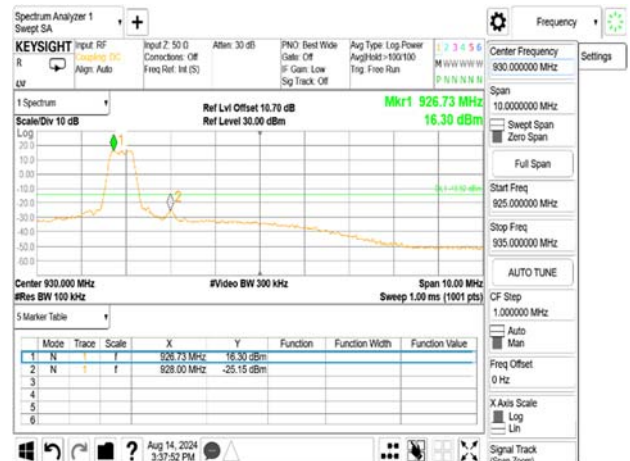 Spectrum Analyzer 1
Swept SA
+
Frequency
KEYSIGHT Input: RF Input Z: 50 Ω Atten: 30 dB PNO: Best Wide Avg Type: Log-Power 1 2 3 4 5 6
R Coupling: DC Corrections: Off Gate: Off Avg|Hold:>100/100 M W W W W W
Align: Auto Freq Ref: Int (S) IF Gain: Low Trig: Free Run
Sig Track: Off P N N N N N
1 Spectrum
Ref Lvl Offset 10.70 dB Mkr1 926.73 MHz
Scale/Div 10 dB Ref Level 30.00 dBm 16.30 dBm
Log
20.0
10.0
0.00
-10.0
-20.0
-30.0
-40.0
-50.0
-60.0
1
2
Center 930.000 MHz #Video BW 300 kHz Span 10.00 MHz
#Res BW 100 kHz Sweep 1.00 ms (1001 pts)
5 Marker Table
Mode Trace Scale X Y Function Function Width Function Value
1 N 1 f 926.73 MHz 16.30 dBm
2 N 1 f 928.00 MHz -25.15 dBm
3
4
5
6
Aug 14, 2024
3:37:52 PM
?
Center Frequency
930.000000 MHz
Settings
Span
10.0000000 MHz
Swept Span
Zero Span
Full Span
Start Freq
925.000000 MHz
Stop Freq
935.000000 MHz
AUTO TUNE
CF Step
1.000000 MHz
Auto
Man
Freq Offset
0 Hz
X Axis Scale
Log
Lin
Signal Track
(Span Zoom)